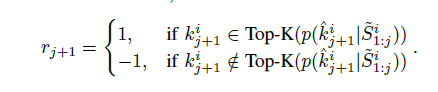 r_{j+1} = \begin{cases} 1, & \text{if } k^i_{j+1} \in \text{Top-K}(p(\hat{k}^i_{j+1}|\tilde{S}^i_{1:j})) \\ -1, & \text{if } k^i_{j+1} \notin \text{Top-K}(p(\hat{k}^i_{j+1}|\tilde{S}^i_{1:j})) \end{cases}.